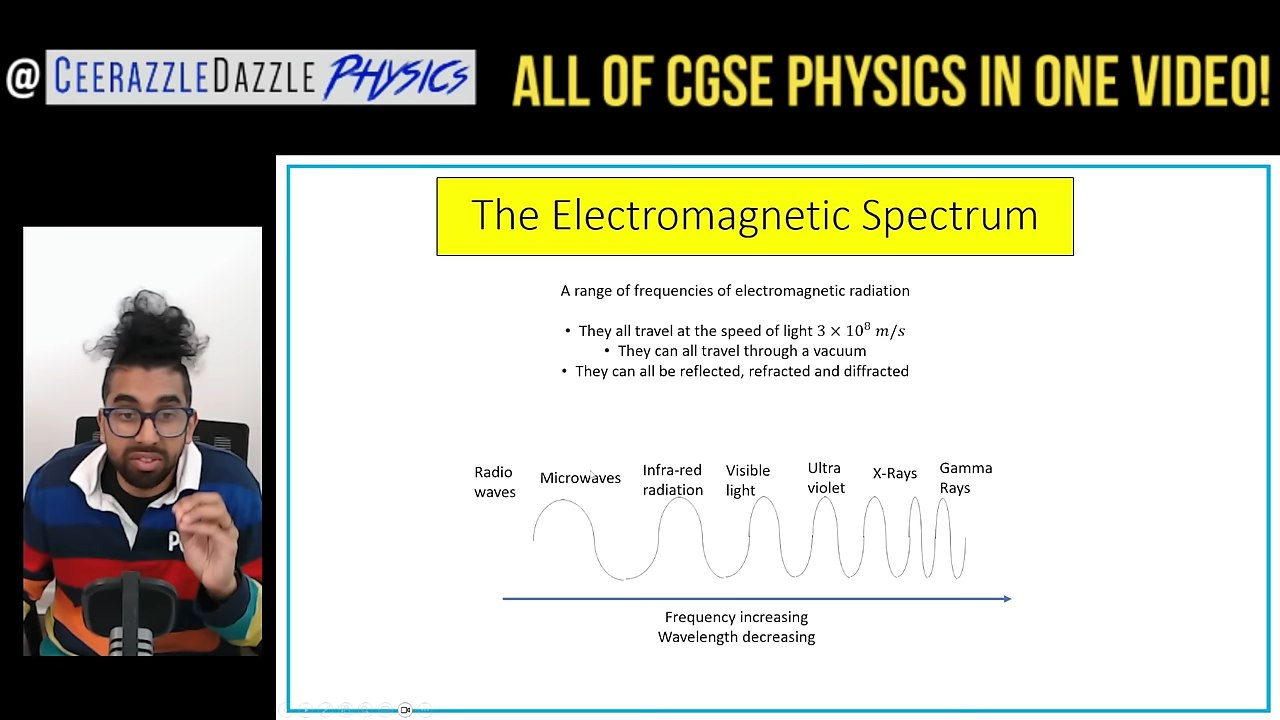 @ CEERAZZLEDAZZLE PHYSICS
ALL OF CGSE PHYSICS IN ONE VIDEO!
The Electromagnetic Spectrum
A range of frequencies of electromagnetic radiation
• They all travel at the speed of light 3 × 10⁸ m/s
• They can all travel through a vacuum
• They can all be reflected, refracted and diffracted
Radio
waves
Microwaves
Infra-red
radiation
Visible
light
Ultra
violet
X-Rays
Gamma
Rays
Frequency increasing
Wavelength decreasing